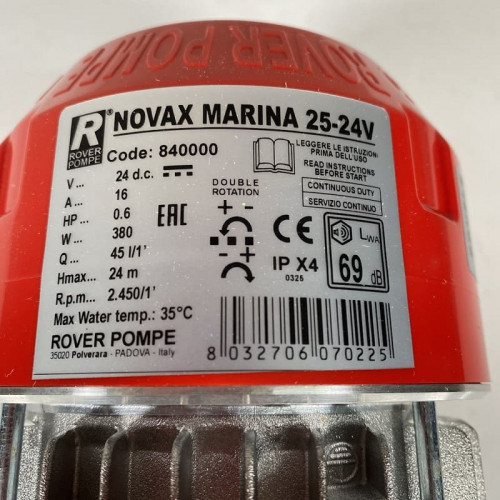 ROVER POMPE
ROVER POMPE
R
®
ROVER
POMPE
NOVAX MARINA 25-24V
Code: 840000
LEGGERE LE ISTRUZIONI
PRIMA DELL'USO
READ INSTRUCTIONS
BEFORE START
V ... 24 d.c.
A ... 16
HP ... 0.6
W ... 380
Q ... 45 l/1'
Hmax... 24 m
R.p.m... 2.450/1'
Max Water temp.: 35°C
EAC
DOUBLE
ROTATION
+ -
- +
CE
IP X4
0325
CONTINUOUS DUTY
SERVIZIO CONTINUO
LWA
69 dB
ROVER POMPE
35020 Polverara - PADOVA - Italy
8 032706 070225